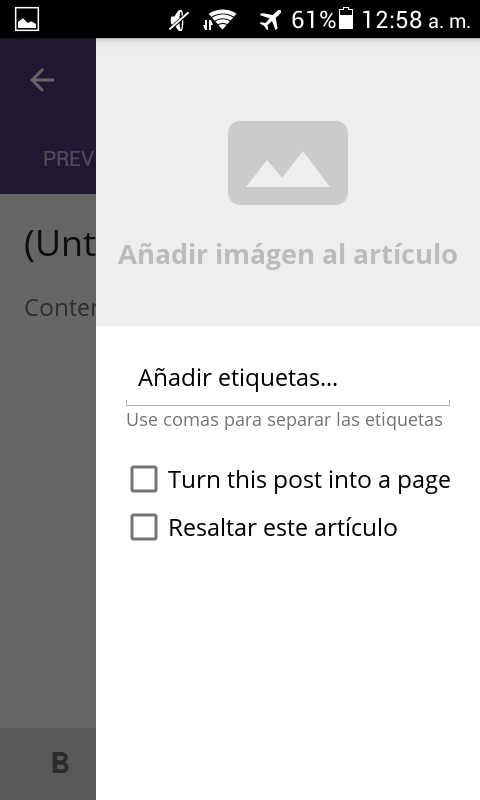 61% 12:58 a. m.
PREV
(Unt
Conter
Añadir imágen al artículo
Añadir etiquetas...
Use comas para separar las etiquetas
Turn this post into a page
Resaltar este artículo
B